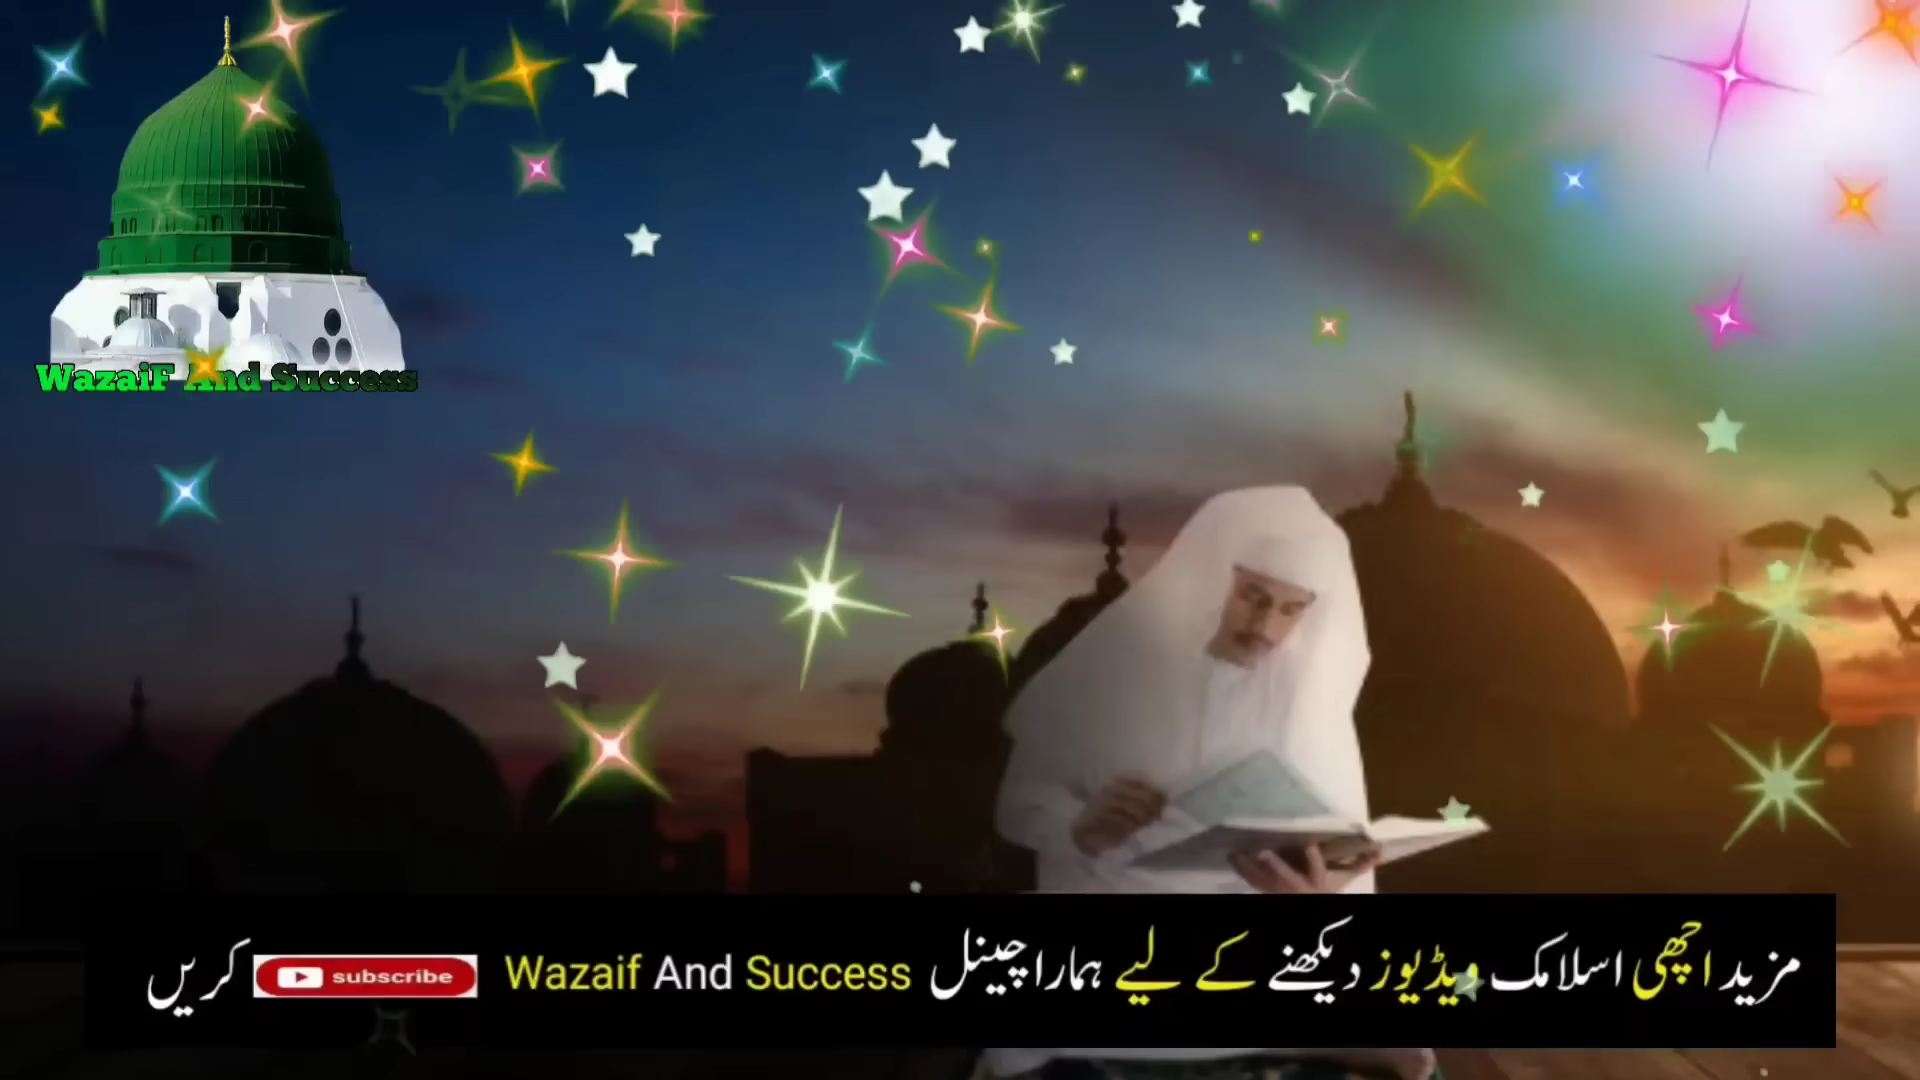 WazaiF And Success
مزید اچھی اسلامک ویڈیوز دیکھنے کے لیے ہمارا چینل Wazaif And Success subscribe کریں